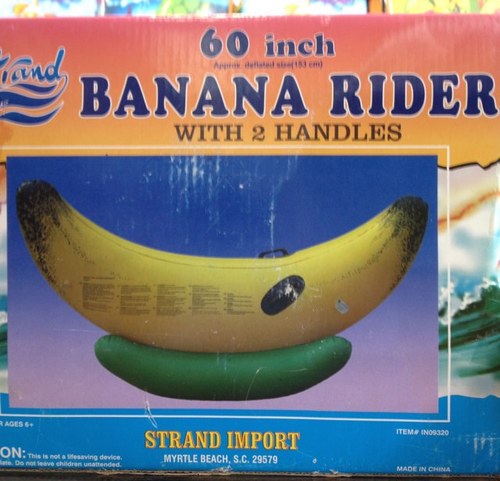 60 inch
Approx. deflated size(153 cm)
BANANA RIDER
WITH 2 HANDLES
AGES 6+
ITEM# IN09320
STRAND IMPORT
MYRTLE BEACH, S.C. 29579
ON: This is not a lifesaving device.
Do not leave children unattended.
MADE IN CHINA